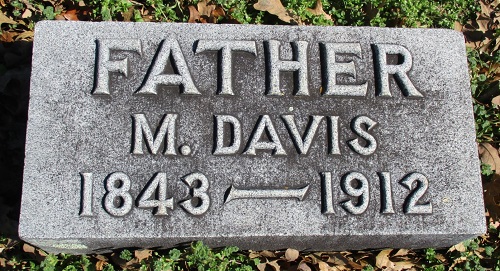 FATHER
M. DAVIS
1843 — 1912